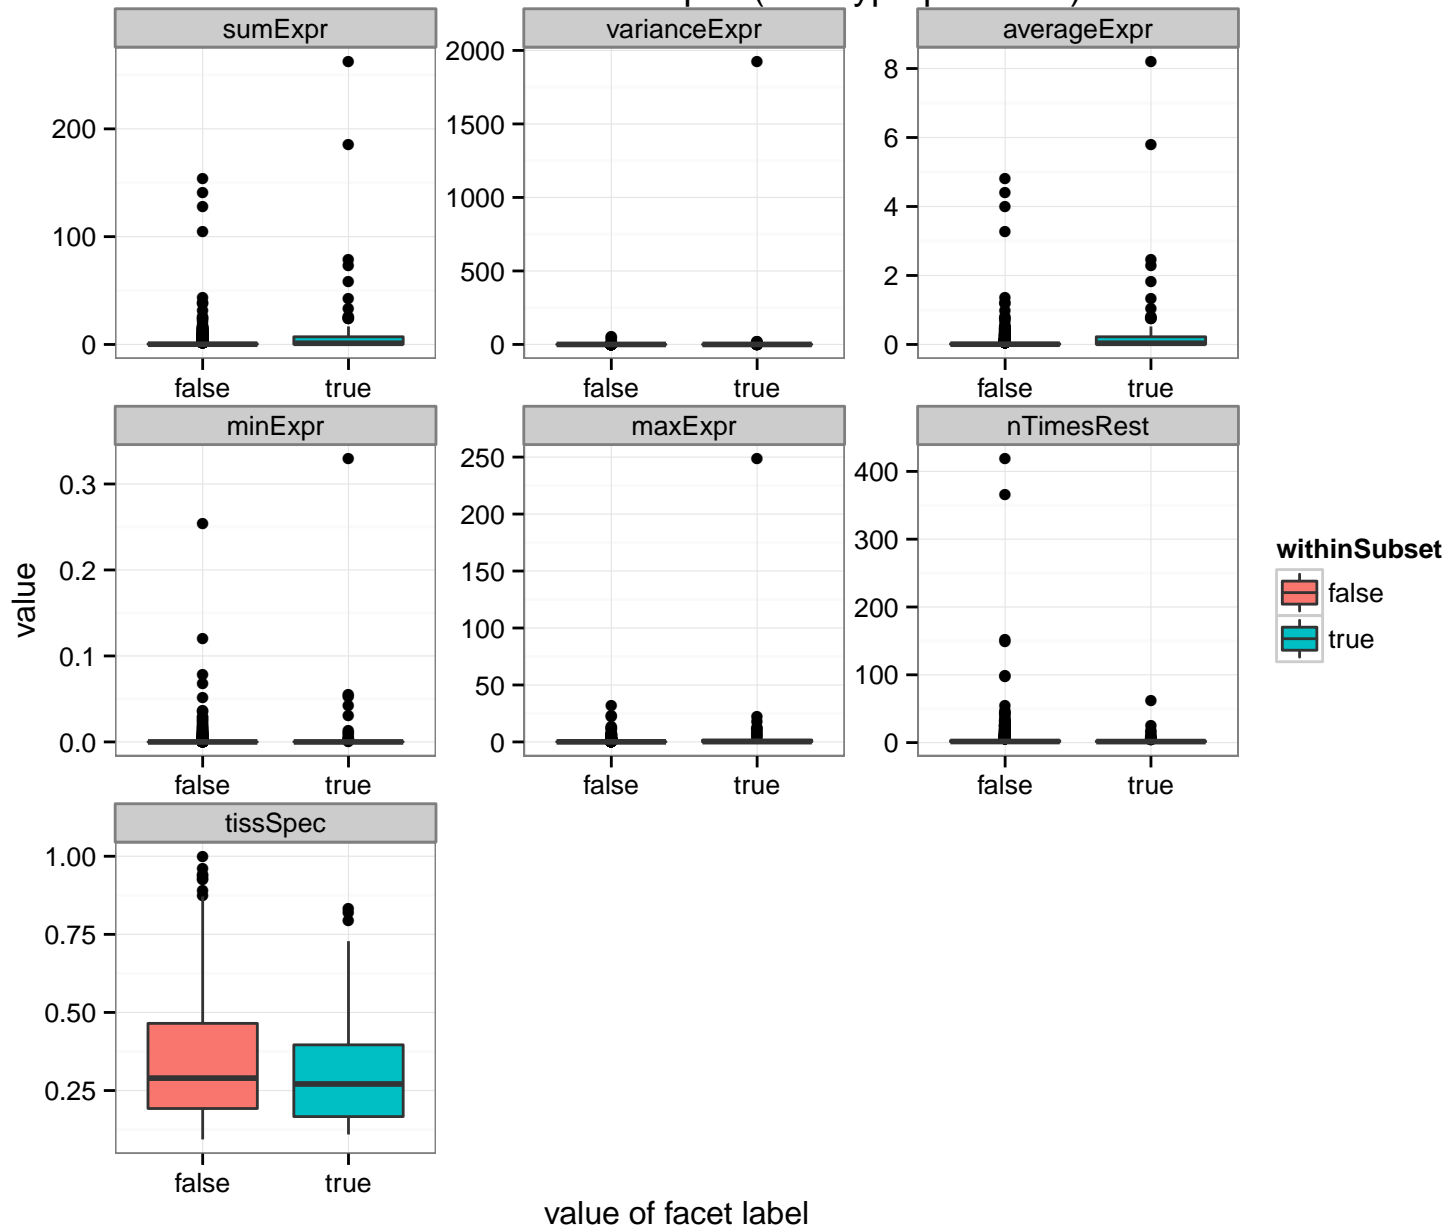 sumExpr varianceExpr averageExpr
200
100
0
2000
1500
1000
500
0
8
6
4
2
0
false true false true false true
minExpr maxExpr nTimesRest
0.3
0.2
0.1
0.0
250
200
150
100
50
0
400
300
200
100
0
false true false true false true
value
tissSpec
1.00
0.75
0.50
0.25
false true
value of facet label
withinSubset
false
true